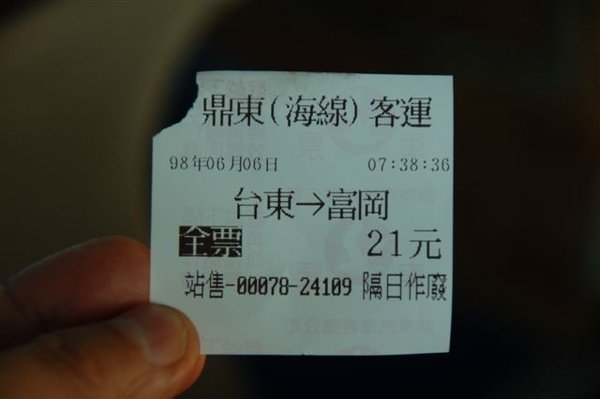 鼎東(海線)客運
98年06月06日 07:38:36
台東→富岡
全票 21元
站售-00078-24109 隔日作廢